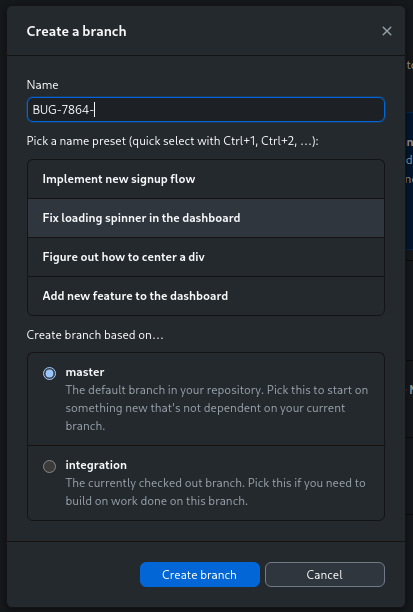 Create a branch
Name
BUG-7864-
Pick a name preset (quick select with Ctrl+1, Ctrl+2, …):
Implement new signup flow
Fix loading spinner in the dashboard
Figure out how to center a div
Add new feature to the dashboard
Create branch based on…
master
The default branch in your repository. Pick this to start on
something new that's not dependent on your current
branch.
integration
The currently checked out branch. Pick this if you need to
build on work done on this branch.
Create branch
Cancel